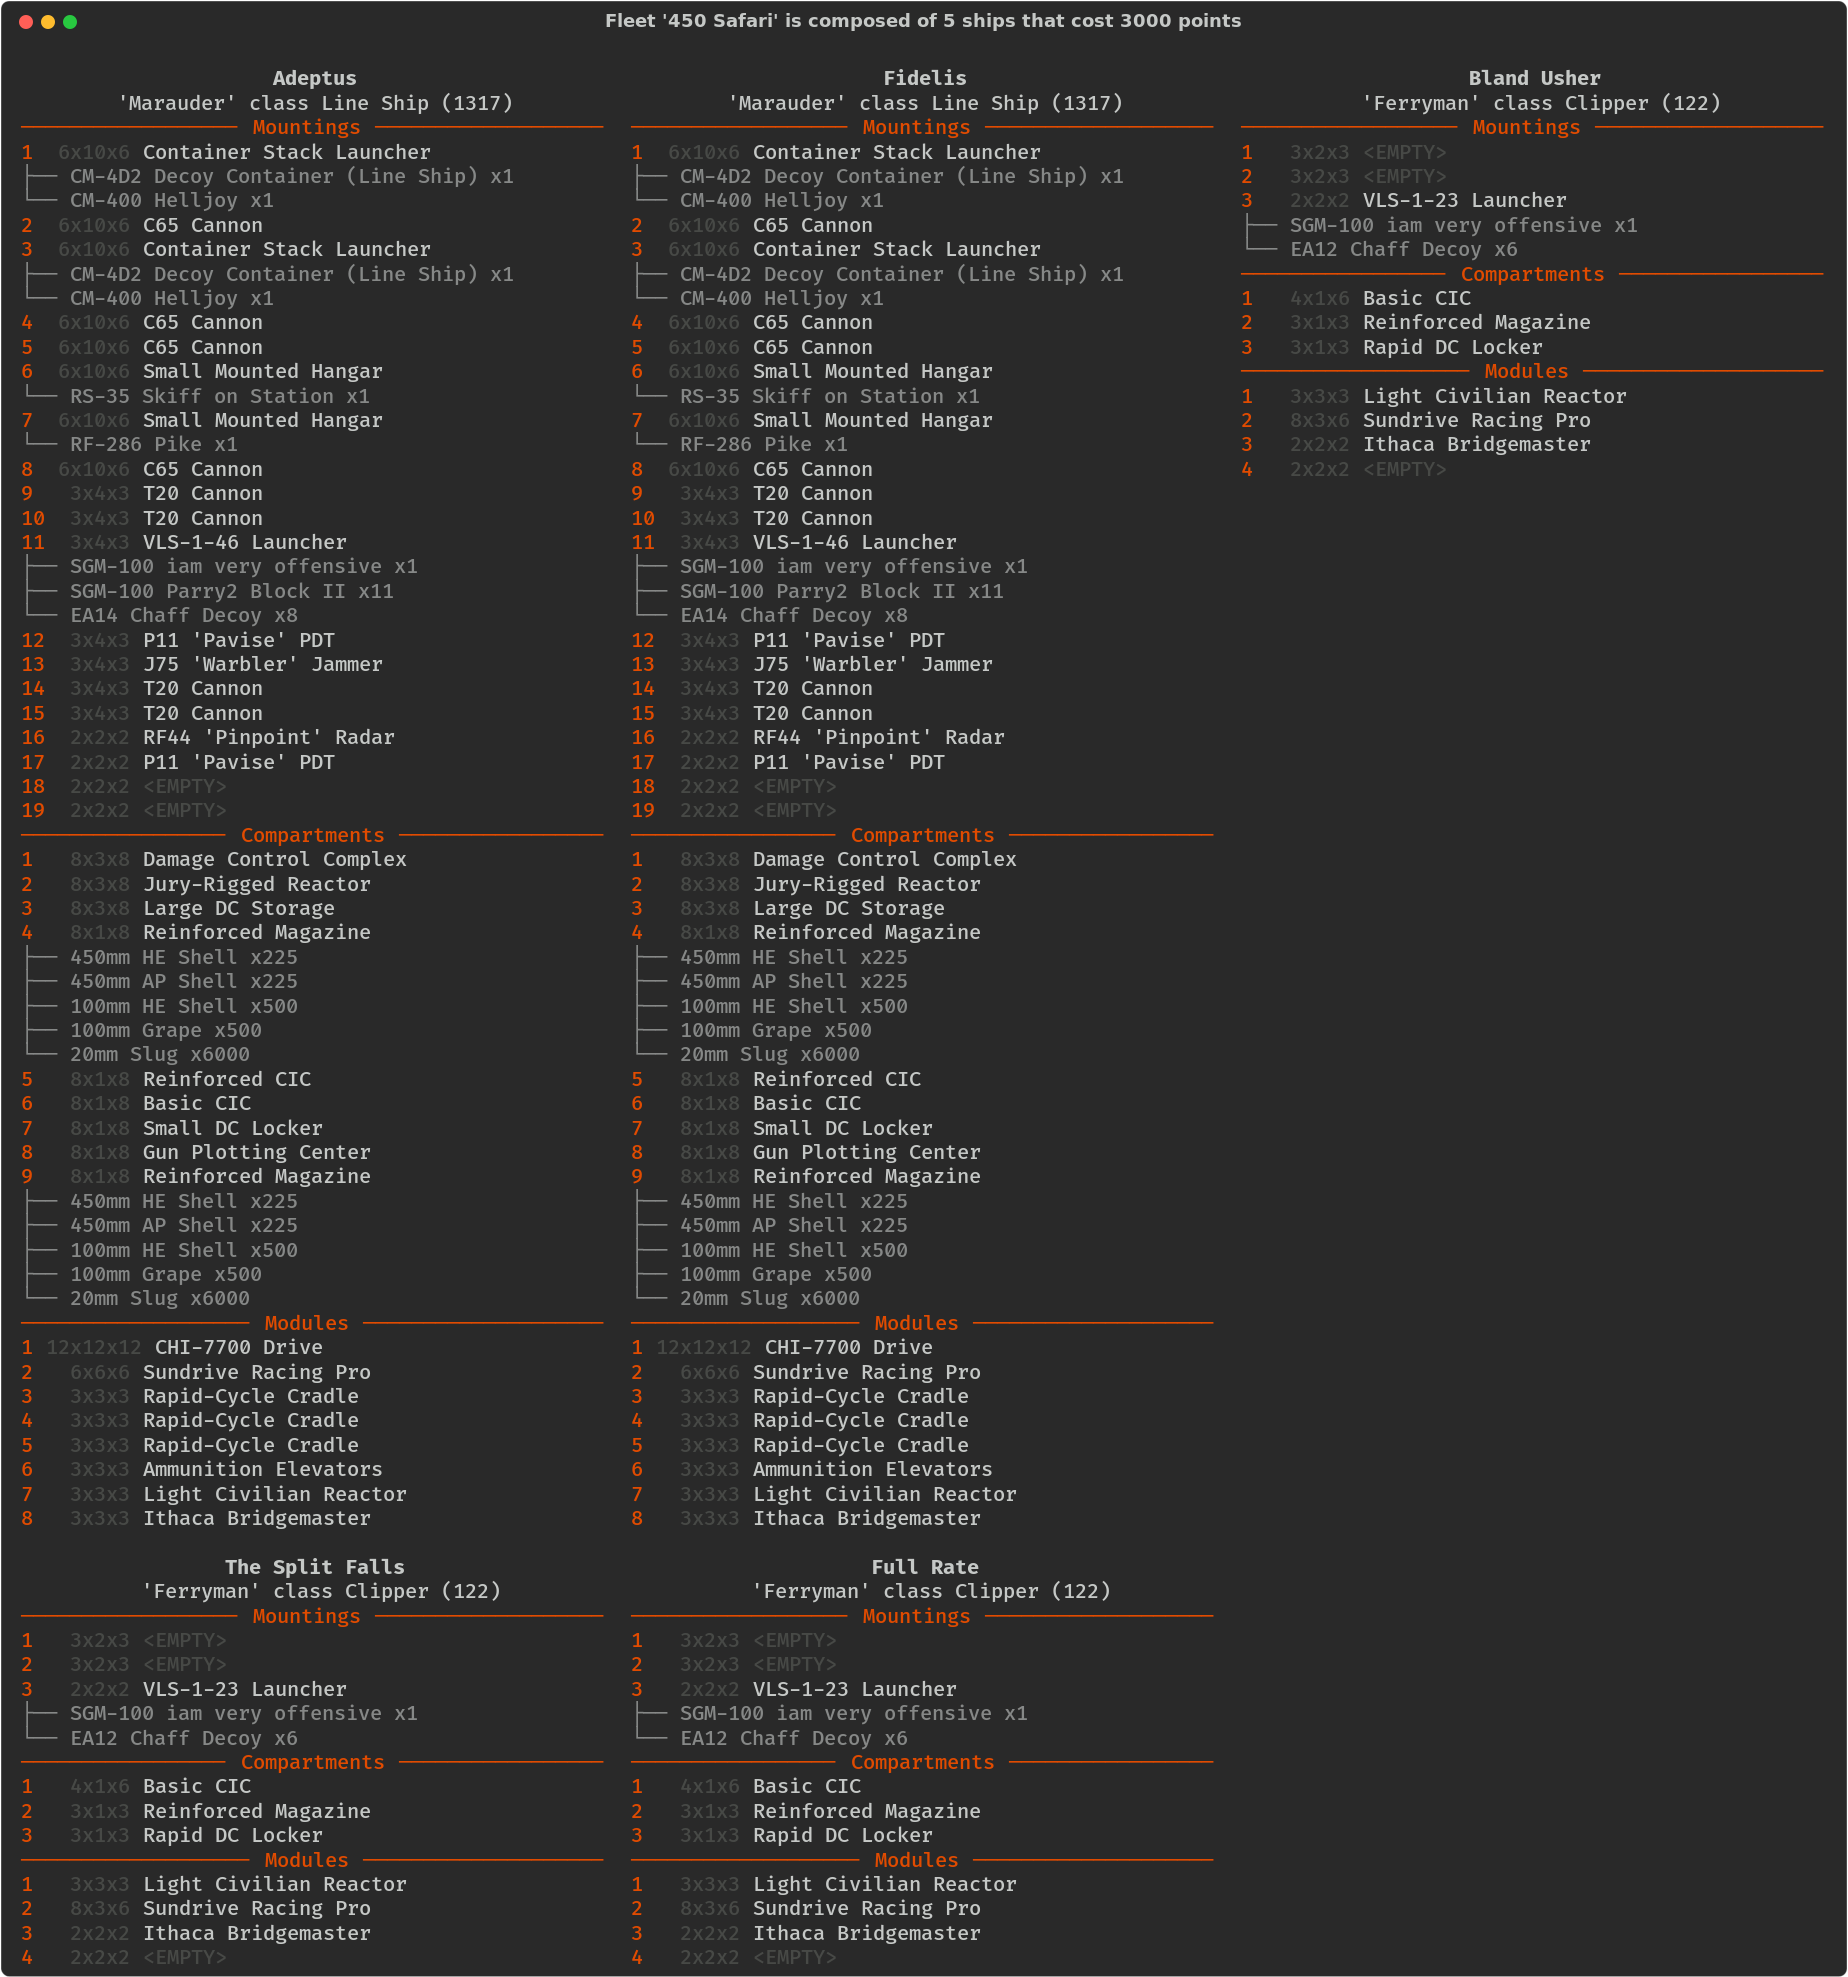 Fleet '450 Safari' is composed of 5 ships that cost 3000 points
Adeptus
'Marauder' class Line Ship (1317)
Mountings
1 6x10x6 Container Stack Launcher
├── CM-4D2 Decoy Container (Line Ship) x1
└── CM-400 Helljoy x1
2 6x10x6 C65 Cannon
3 6x10x6 Container Stack Launcher
├── CM-4D2 Decoy Container (Line Ship) x1
└── CM-400 Helljoy x1
4 6x10x6 C65 Cannon
5 6x10x6 C65 Cannon
6 6x10x6 Small Mounted Hangar
└── RS-35 Skiff on Station x1
7 6x10x6 Small Mounted Hangar
└── RF-286 Pike x1
8 6x10x6 C65 Cannon
9 3x4x3 T20 Cannon
10 3x4x3 T20 Cannon
11 3x4x3 VLS-1-46 Launcher
├── SGM-100 iam very offensive x1
├── SGM-100 Parry2 Block II x11
└── EA14 Chaff Decoy x8
12 3x4x3 P11 'Pavise' PDT
13 3x4x3 J75 'Warbler' Jammer
14 3x4x3 T20 Cannon
15 3x4x3 T20 Cannon
16 2x2x2 RF44 'Pinpoint' Radar
17 2x2x2 P11 'Pavise' PDT
18 2x2x2 <EMPTY>
19 2x2x2 <EMPTY>
Compartments
1 8x3x8 Damage Control Complex
2 8x3x8 Jury-Rigged Reactor
3 8x3x8 Large DC Storage
4 8x1x8 Reinforced Magazine
├── 450mm HE Shell x225
├── 450mm AP Shell x225
├── 100mm HE Shell x500
├── 100mm Grape x500
└── 20mm Slug x6000
5 8x1x8 Reinforced CIC
6 8x1x8 Basic CIC
7 8x1x8 Small DC Locker
8 8x1x8 Gun Plotting Center
9 8x1x8 Reinforced Magazine
├── 450mm HE Shell x225
├── 450mm AP Shell x225
├── 100mm HE Shell x500
├── 100mm Grape x500
└── 20mm Slug x6000
Modules
1 12x12x12 CHI-7700 Drive
2 6x6x6 Sundrive Racing Pro
3 3x3x3 Rapid-Cycle Cradle
4 3x3x3 Rapid-Cycle Cradle
5 3x3x3 Rapid-Cycle Cradle
6 3x3x3 Ammunition Elevators
7 3x3x3 Light Civilian Reactor
8 3x3x3 Ithaca Bridgemaster
Fidelis
'Marauder' class Line Ship (1317)
Mountings
1 6x10x6 Container Stack Launcher
├── CM-4D2 Decoy Container (Line Ship) x1
└── CM-400 Helljoy x1
2 6x10x6 C65 Cannon
3 6x10x6 Container Stack Launcher
├── CM-4D2 Decoy Container (Line Ship) x1
└── CM-400 Helljoy x1
4 6x10x6 C65 Cannon
5 6x10x6 C65 Cannon
6 6x10x6 Small Mounted Hangar
└── RS-35 Skiff on Station x1
7 6x10x6 Small Mounted Hangar
└── RF-286 Pike x1
8 6x10x6 C65 Cannon
9 3x4x3 T20 Cannon
10 3x4x3 T20 Cannon
11 3x4x3 VLS-1-46 Launcher
├── SGM-100 iam very offensive x1
├── SGM-100 Parry2 Block II x11
└── EA14 Chaff Decoy x8
12 3x4x3 P11 'Pavise' PDT
13 3x4x3 J75 'Warbler' Jammer
14 3x4x3 T20 Cannon
15 3x4x3 T20 Cannon
16 2x2x2 RF44 'Pinpoint' Radar
17 2x2x2 P11 'Pavise' PDT
18 2x2x2 <EMPTY>
19 2x2x2 <EMPTY>
Compartments
1 8x3x8 Damage Control Complex
2 8x3x8 Jury-Rigged Reactor
3 8x3x8 Large DC Storage
4 8x1x8 Reinforced Magazine
├── 450mm HE Shell x225
├── 450mm AP Shell x225
├── 100mm HE Shell x500
├── 100mm Grape x500
└── 20mm Slug x6000
5 8x1x8 Reinforced CIC
6 8x1x8 Basic CIC
7 8x1x8 Small DC Locker
8 8x1x8 Gun Plotting Center
9 8x1x8 Reinforced Magazine
├── 450mm HE Shell x225
├── 450mm AP Shell x225
├── 100mm HE Shell x500
├── 100mm Grape x500
└── 20mm Slug x6000
Modules
1 12x12x12 CHI-7700 Drive
2 6x6x6 Sundrive Racing Pro
3 3x3x3 Rapid-Cycle Cradle
4 3x3x3 Rapid-Cycle Cradle
5 3x3x3 Rapid-Cycle Cradle
6 3x3x3 Ammunition Elevators
7 3x3x3 Light Civilian Reactor
8 3x3x3 Ithaca Bridgemaster
Bland Usher
'Ferryman' class Clipper (122)
Mountings
1 3x2x3 <EMPTY>
2 3x2x3 <EMPTY>
3 2x2x2 VLS-1-23 Launcher
├── SGM-100 iam very offensive x1
└── EA12 Chaff Decoy x6
Compartments
1 4x1x6 Basic CIC
2 3x1x3 Reinforced Magazine
3 3x1x3 Rapid DC Locker
Modules
1 3x3x3 Light Civilian Reactor
2 8x3x6 Sundrive Racing Pro
3 2x2x2 Ithaca Bridgemaster
4 2x2x2 <EMPTY>
The Split Falls
'Ferryman' class Clipper (122)
Mountings
1 3x2x3 <EMPTY>
2 3x2x3 <EMPTY>
3 2x2x2 VLS-1-23 Launcher
├── SGM-100 iam very offensive x1
└── EA12 Chaff Decoy x6
Compartments
1 4x1x6 Basic CIC
2 3x1x3 Reinforced Magazine
3 3x1x3 Rapid DC Locker
Modules
1 3x3x3 Light Civilian Reactor
2 8x3x6 Sundrive Racing Pro
3 2x2x2 Ithaca Bridgemaster
4 2x2x2 <EMPTY>
Full Rate
'Ferryman' class Clipper (122)
Mountings
1 3x2x3 <EMPTY>
2 3x2x3 <EMPTY>
3 2x2x2 VLS-1-23 Launcher
├── SGM-100 iam very offensive x1
└── EA12 Chaff Decoy x6
Compartments
1 4x1x6 Basic CIC
2 3x1x3 Reinforced Magazine
3 3x1x3 Rapid DC Locker
Modules
1 3x3x3 Light Civilian Reactor
2 8x3x6 Sundrive Racing Pro
3 2x2x2 Ithaca Bridgemaster
4 2x2x2 <EMPTY>